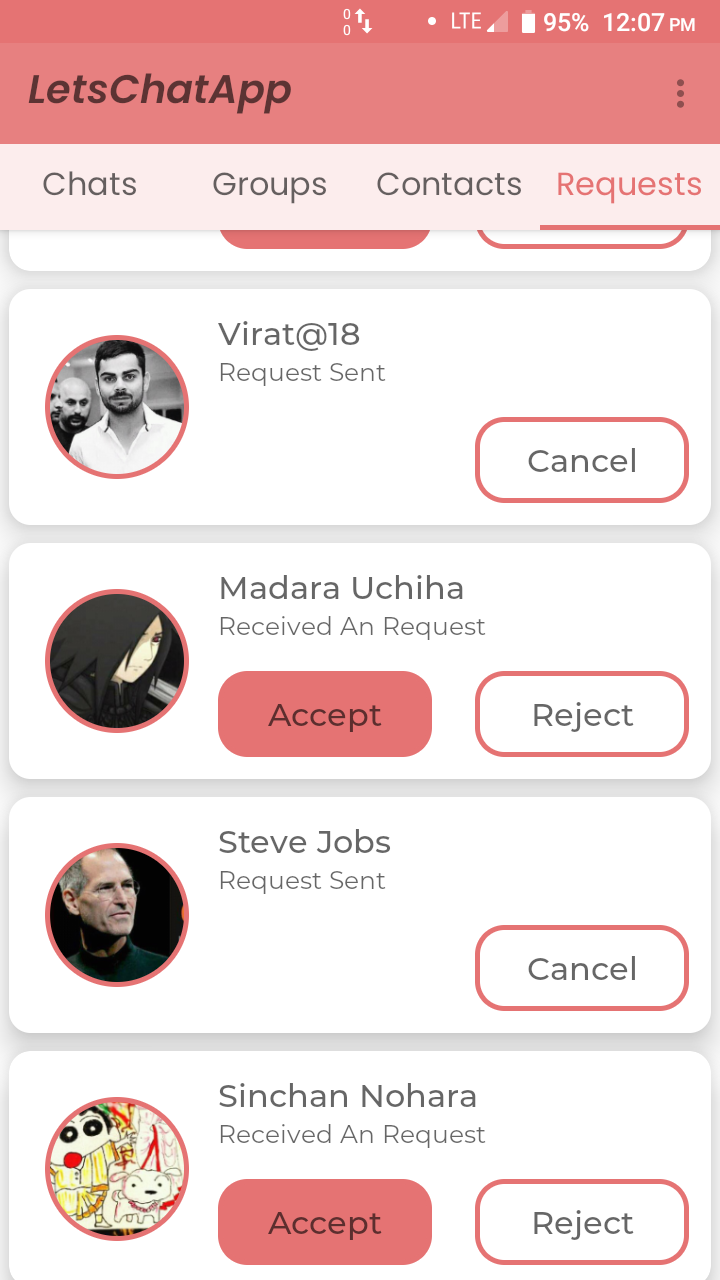 0
0
LTE 95% 12:07 PM
LetsChatApp
Chats Groups Contacts Requests
Virat@18
Request Sent
Cancel
Madara Uchiha
Received An Request
Accept Reject
Steve Jobs
Request Sent
Cancel
Sinchan Nohara
Received An Request
Accept Reject